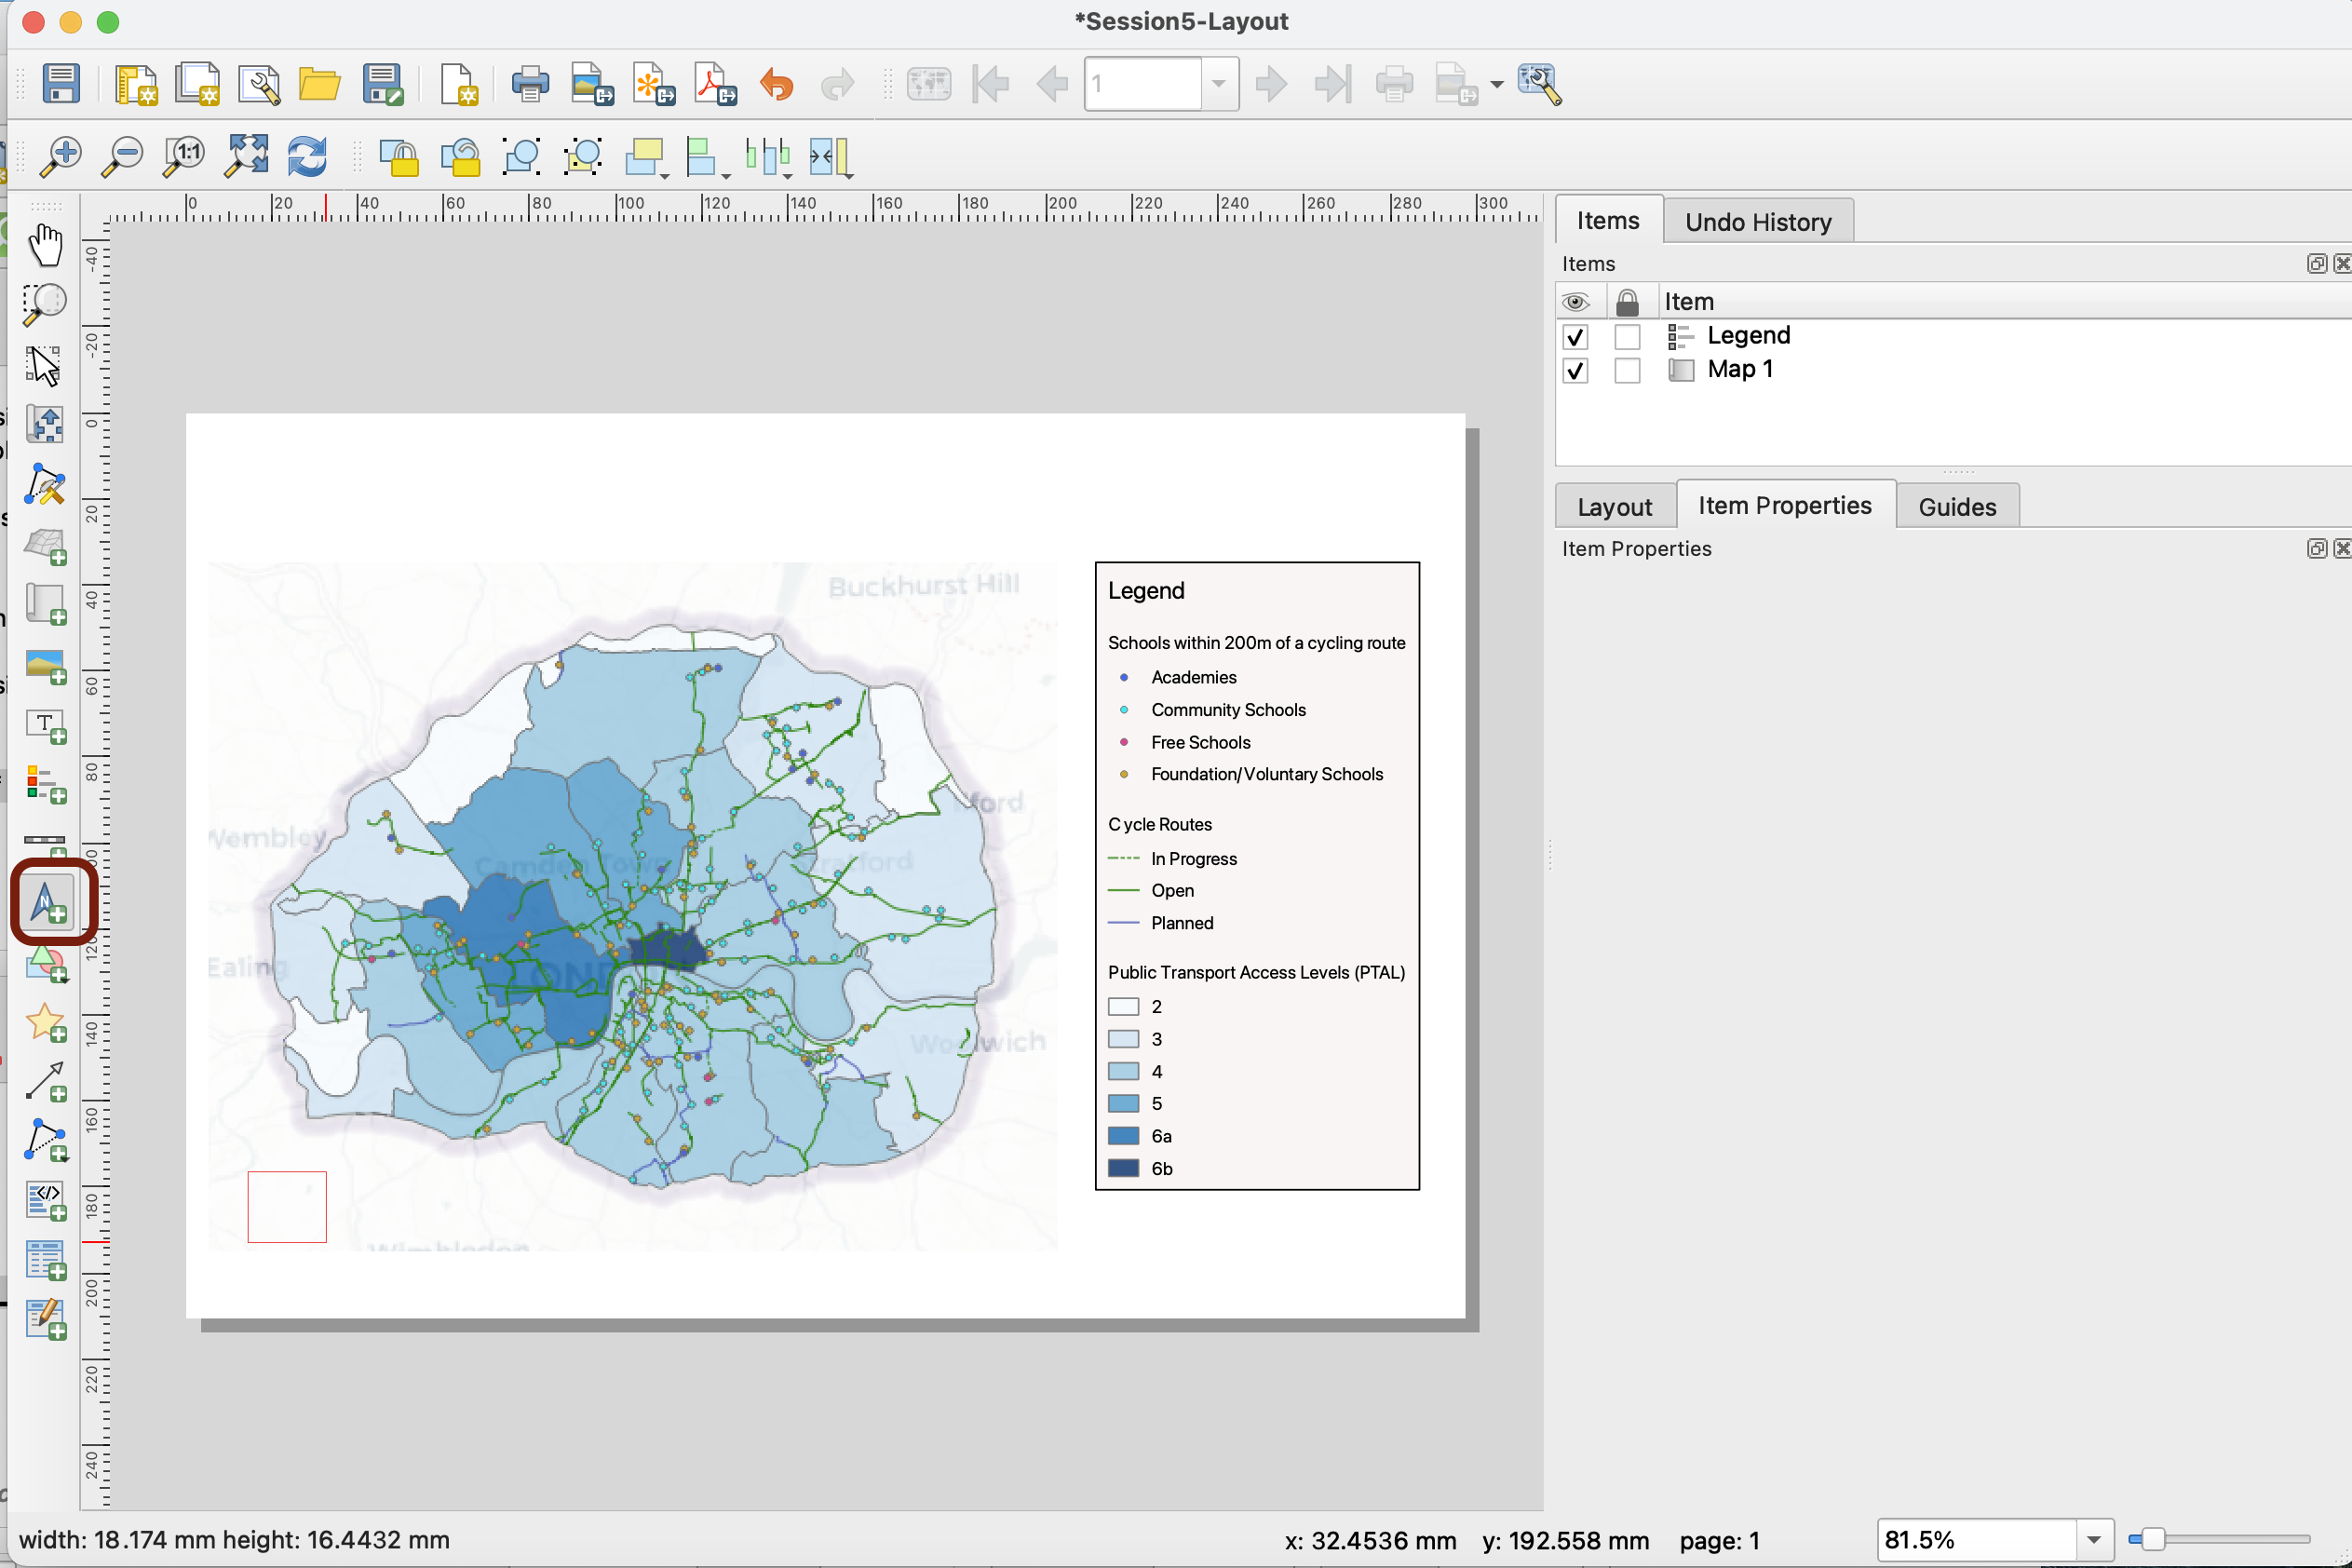 *Session5-Layout
1
1:1
0 20 40 60 80 100 120 140 160 180 200 220 240 260 280 300
-40
-20
0
20
40
60
80
100
120
140
160
180
200
220
240
T
N
</>
Items
Undo History
Items
Item
Legend
Map 1
Layout
Item Properties
Guides
Item Properties
Buckhurst Hill
Wembley
Camden Town
Stratford
Ilford
Ealing
Woolwich
Wimbledon
Legend
Schools within 200m of a cycling route
Academies
Community Schools
Free Schools
Foundation/Voluntary Schools
Cycle Routes
In Progress
Open
Planned
Public Transport Access Levels (PTAL)
2
3
4
5
6a
6b
width: 18.174 mm height: 16.4432 mm
x: 32.4536 mm y: 192.558 mm page: 1
81.5%